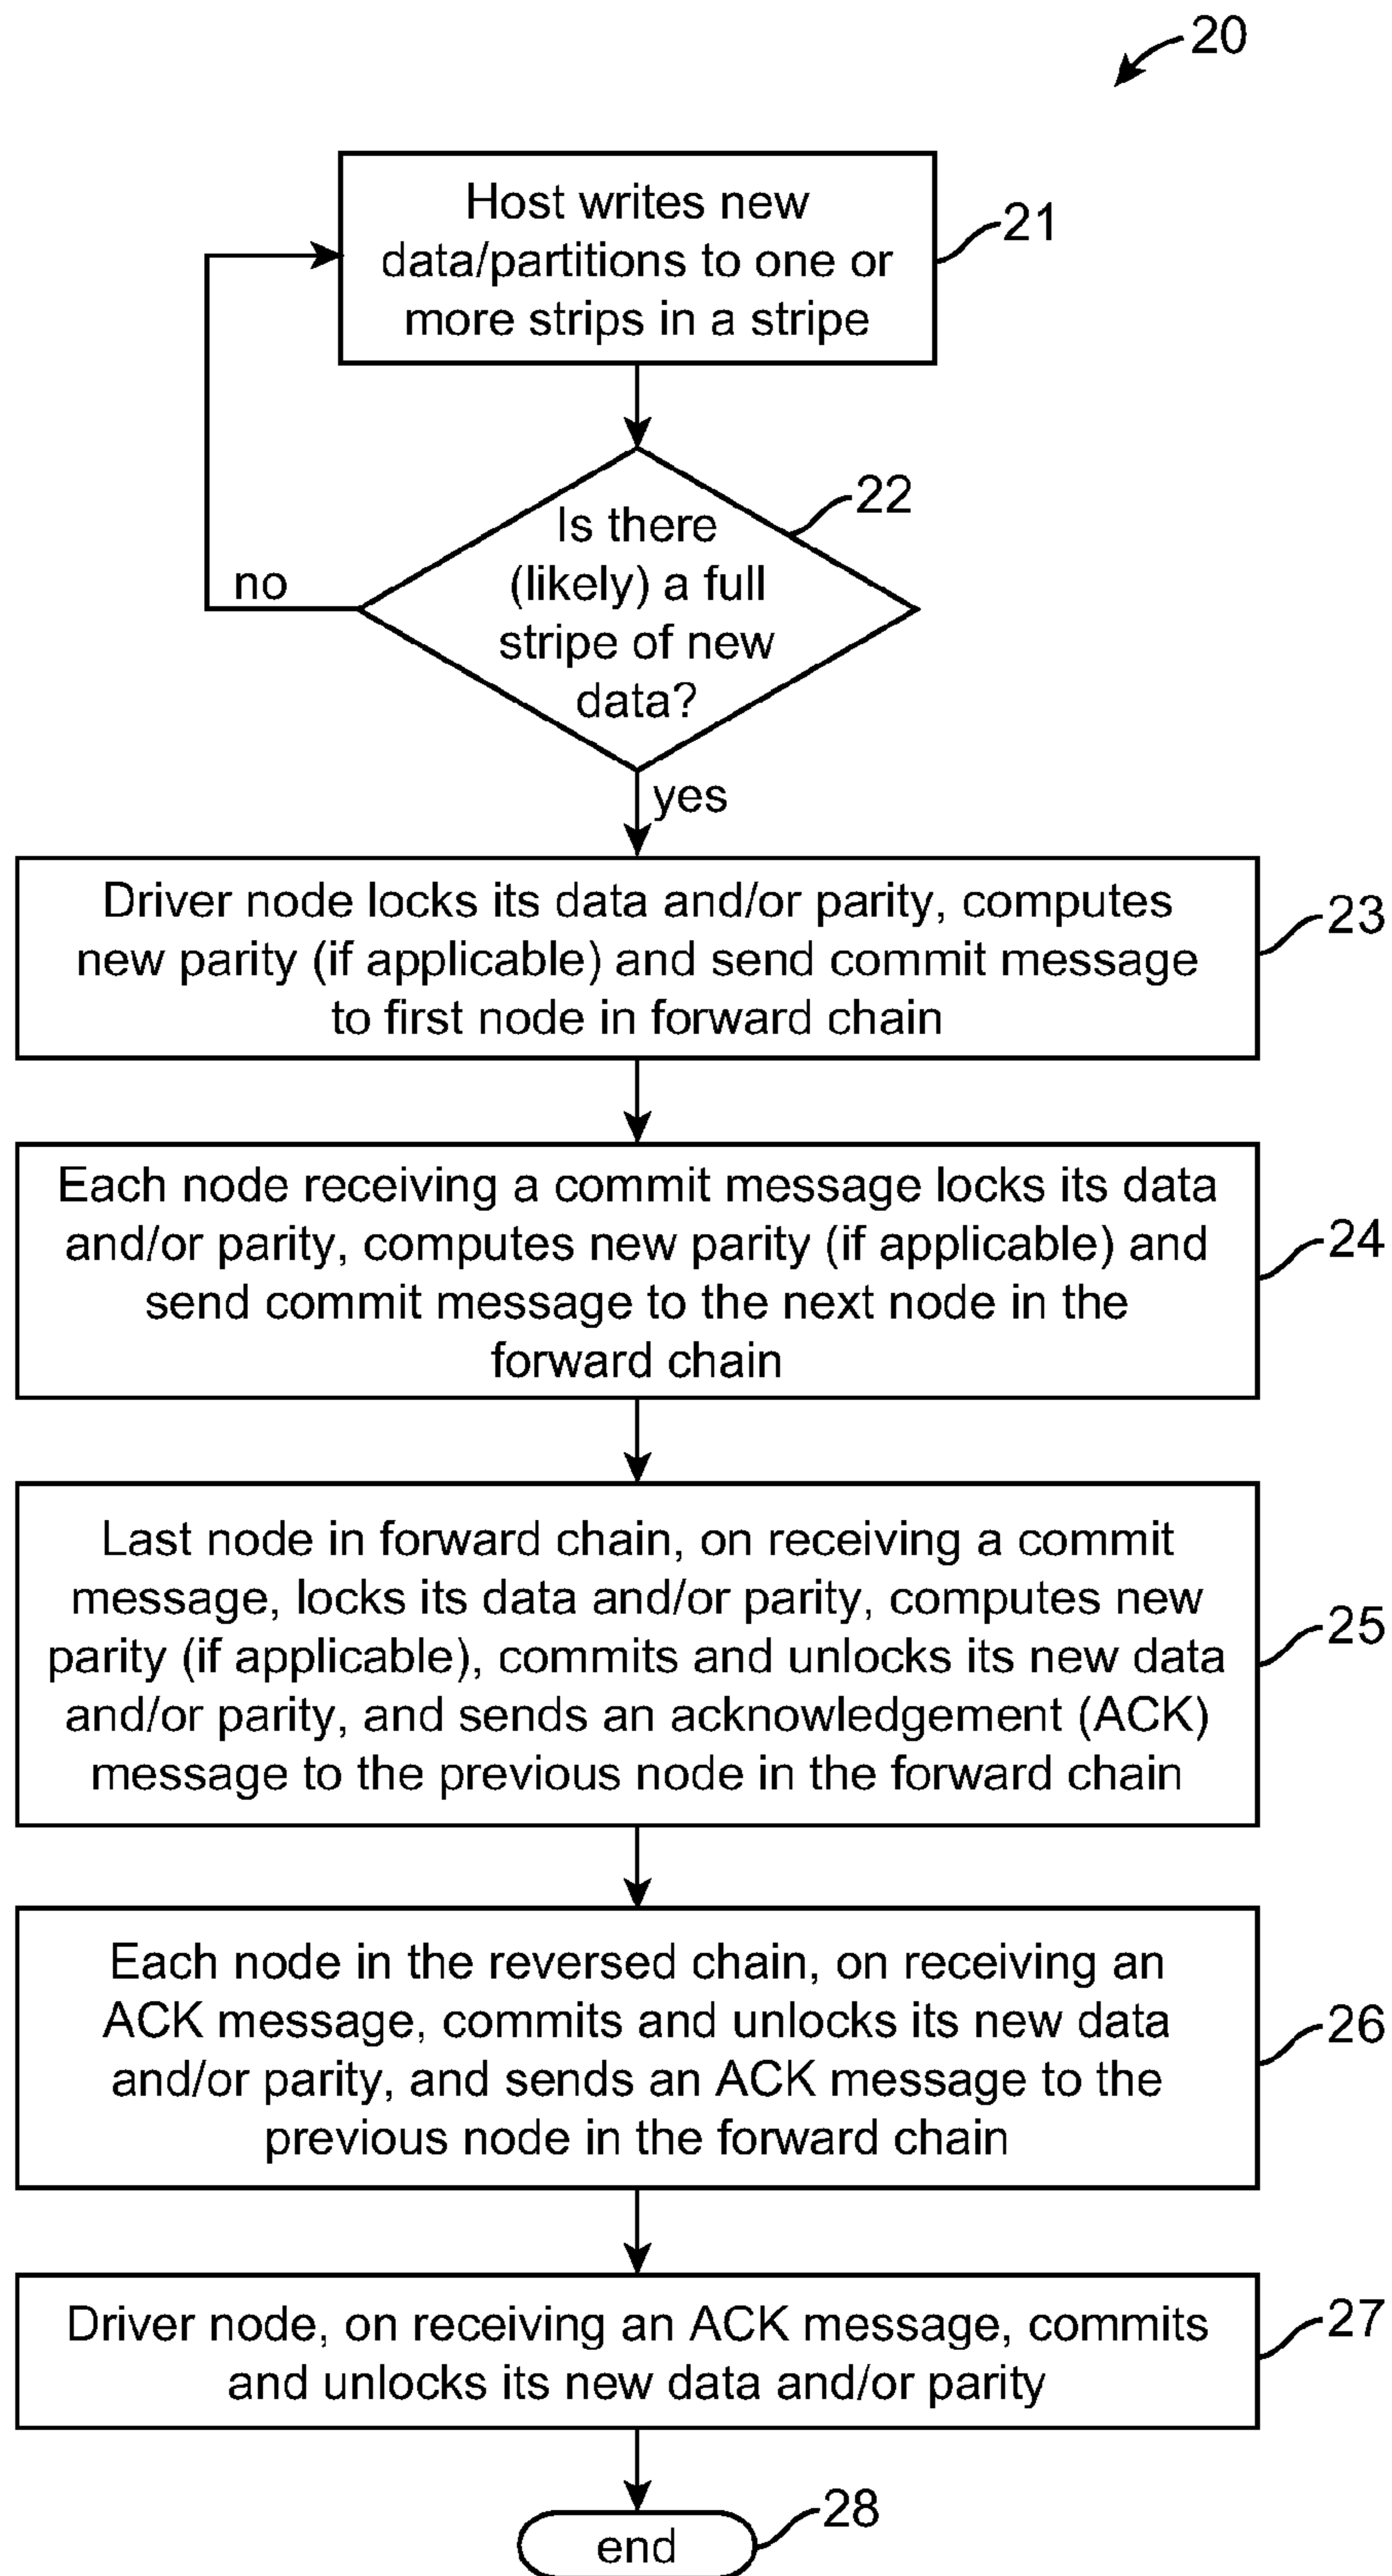 20
Host writes new
data/partitions to one or
more strips in a stripe
21
Is there
(likely) a full
stripe of new
data?
22
no
yes
Driver node locks its data and/or parity, computes
new parity (if applicable) and send commit message
to first node in forward chain
23
Each node receiving a commit message locks its data
and/or parity, computes new parity (if applicable) and
send commit message to the next node in the
forward chain
24
Last node in forward chain, on receiving a commit
message, locks its data and/or parity, computes new
parity (if applicable), commits and unlocks its new data
and/or parity, and sends an acknowledgement (ACK)
message to the previous node in the forward chain
25
Each node in the reversed chain, on receiving an
ACK message, commits and unlocks its new data
and/or parity, and sends an ACK message to the
previous node in the forward chain
26
Driver node, on receiving an ACK message, commits
and unlocks its new data and/or parity
27
end
28